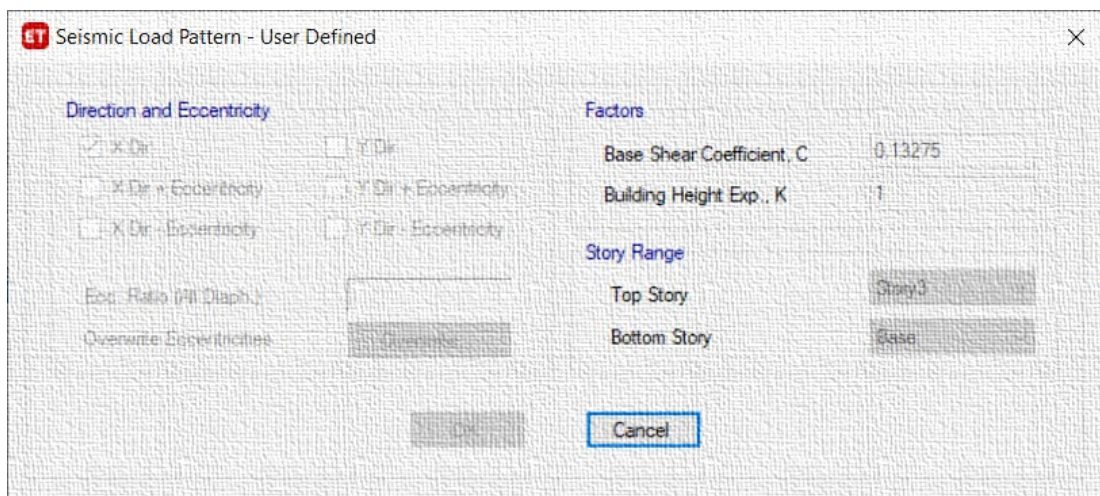 ET Seismic Load Pattern - User Defined
Direction and Eccentricity
X Dir
Y Dir
X Dir + Eccentricity
Y Dir + Eccentricity
X Dir - Eccentricity
Y Dir - Eccentricity
Ecc. Ratio (All Diaph.)
Overwrite Eccentricities
Overwrite...
OK
Factors
Base Shear Coefficient, C
0.13275
Building Height Exp., K
1
Story Range
Top Story
Story3
Bottom Story
Base
Cancel